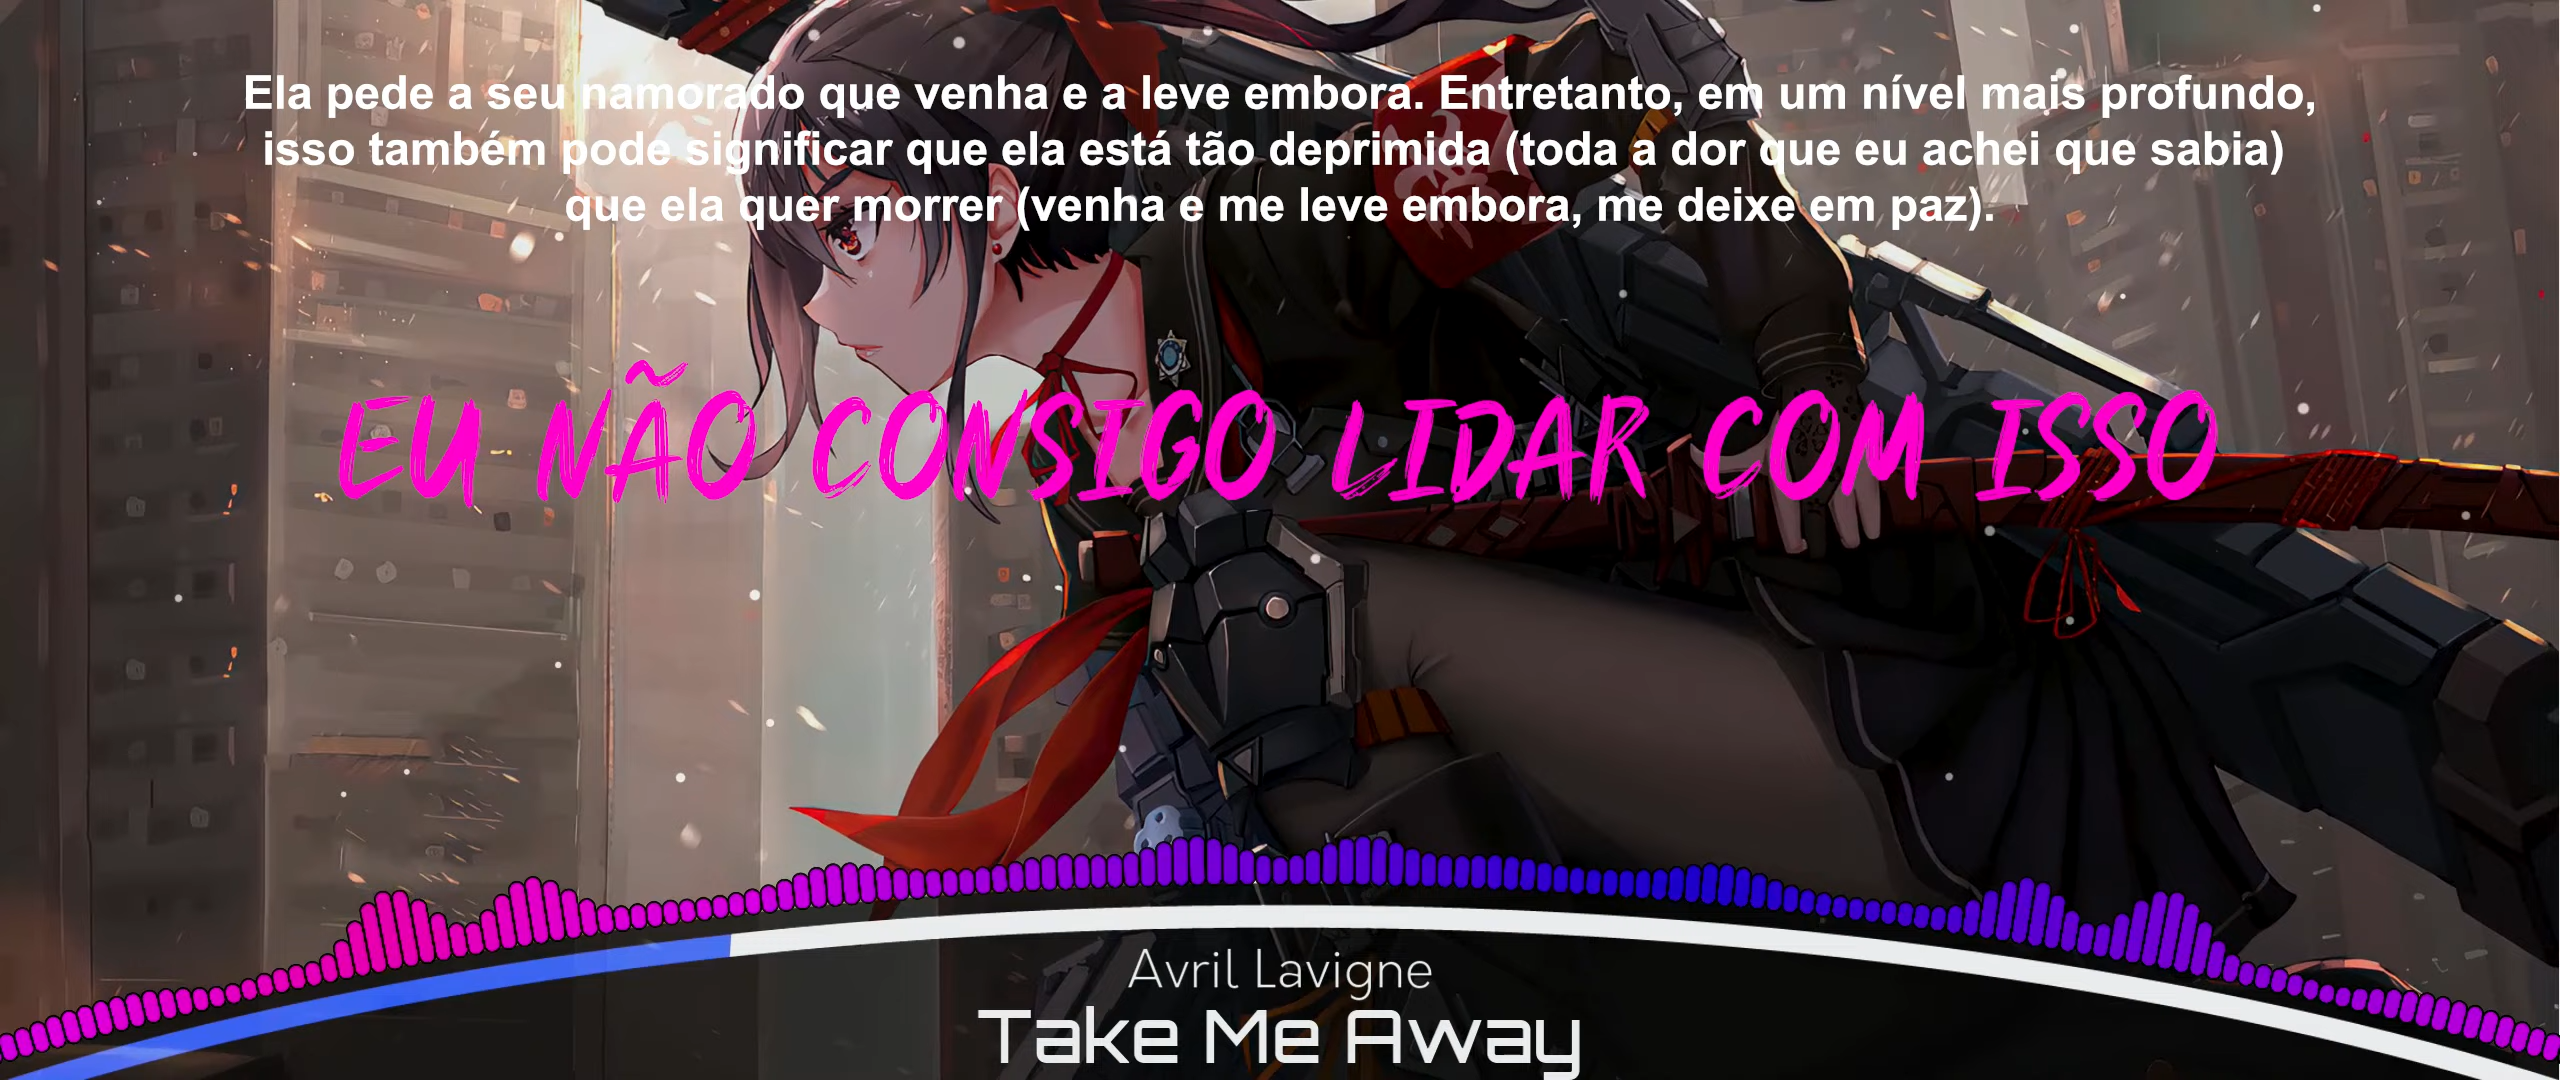 Ela pede a seu namorado que venha e a leve embora. Entretanto, em um nível mais profundo,
isso também pode significar que ela está tão deprimida (toda a dor que eu achei que sabia)
que ela quer morrer (venha e me leve embora, me deixe em paz).
EU NÃO CONSIGO LIDAR COM ISSO
Avril Lavigne
Take Me Away